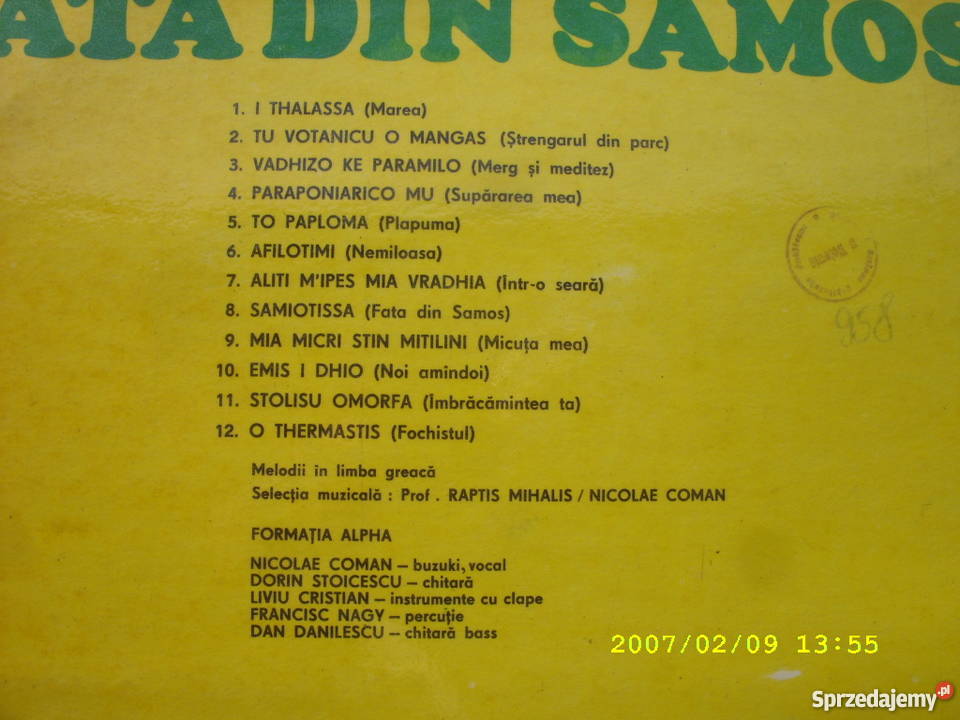 ATA DIN SAMOS
1. I THALASSA (Marea)
2. TU VOTANICU O MANGAS (Ștrengarul din parc)
3. VADHIZO KE PARAMILO (Merg și meditez)
4. PARAPONIARICO MU (Supărarea mea)
5. TO PAPLOMA (Plapuma)
6. AFILOTIMI (Nemiloasa)
7. ALITI M'IPES MIA VRADHIA (Într-o seară)
8. SAMIOTISSA (Fata din Samos)
9. MIA MICRI STIN MITILINI (Micuța mea)
10. EMIS I DHIO (Noi amîndoi)
11. STOLISU OMORFA (Îmbrăcămintea ta)
12. O THERMASTIS (Fochistul)
Melodii în limba greacă
Selecția muzicală : Prof. RAPTIS MIHALIS / NICOLAE COMAN
FORMAȚIA ALPHA
NICOLAE COMAN – buzuki, vocal
DORIN STOICESCU – chitară
LIVIU CRISTIAN – instrumente cu clape
FRANCISC NAGY – percuție
DAN DANILESCU – chitară bass
958
2007/02/09 13:55
Sprzedajemy.pl